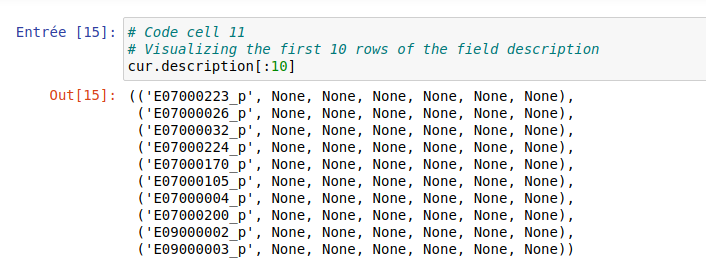 Entrée [15]: # Code cell 11
# Visualizing the first 10 rows of the field description
cur.description[:10]
Out[15]: (('E07000223_p', None, None, None, None, None, None),
('E07000026_p', None, None, None, None, None, None),
('E07000032_p', None, None, None, None, None, None),
('E07000224_p', None, None, None, None, None, None),
('E07000170_p', None, None, None, None, None, None),
('E07000105_p', None, None, None, None, None, None),
('E07000004_p', None, None, None, None, None, None),
('E07000200_p', None, None, None, None, None, None),
('E09000002_p', None, None, None, None, None, None),
('E09000003_p', None, None, None, None, None, None))